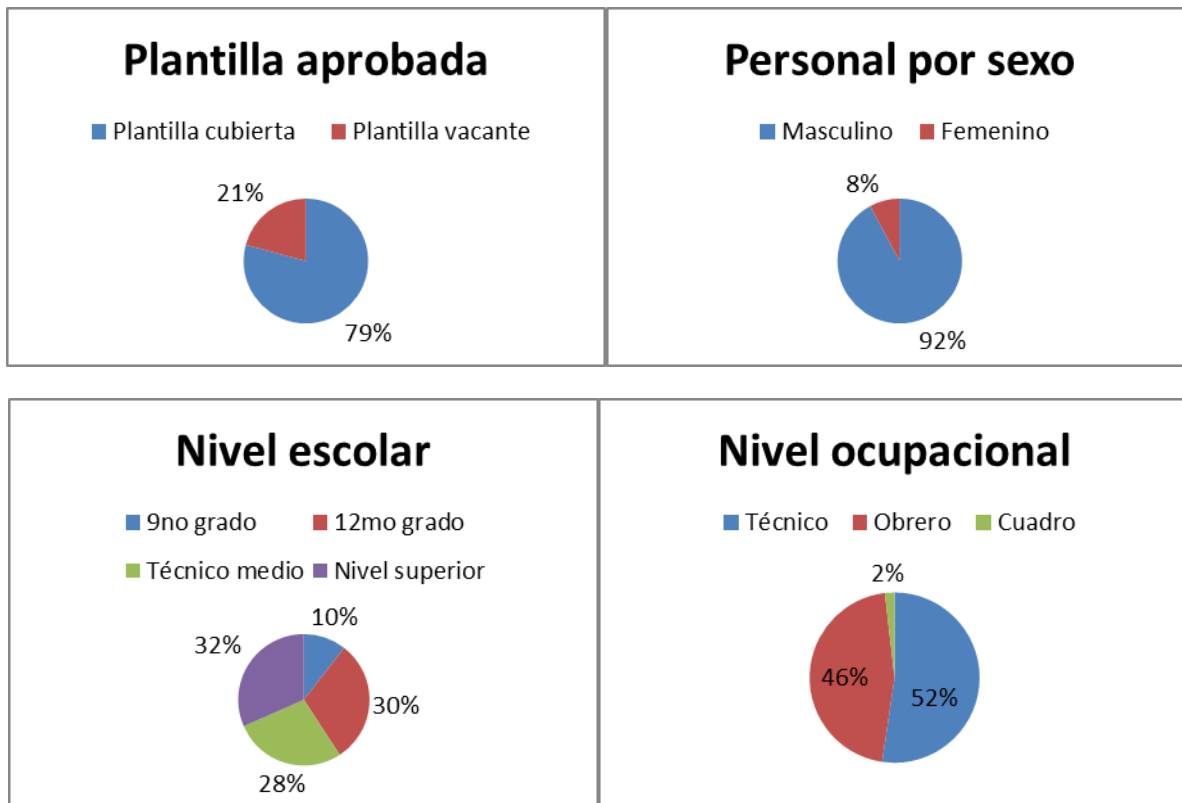 Plantilla aprobada
Plantilla cubierta Plantilla vacante
21%
79%
Personal por sexo
Masculino Femenino
8%
92%
Nivel escolar
9no grado 12mo grado
Técnico medio Nivel superior
10%
32%
30%
28%
Nivel ocupacional
Técnico Obrero Cuadro
2%
46%
52%